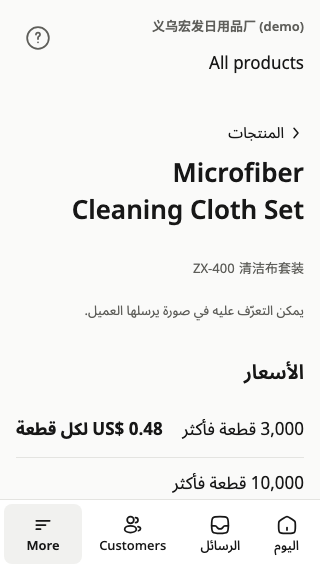 义乌宏发日用品厂 (demo)
All products
المنتجات
Microfiber
Cleaning Cloth Set
ZX-400 清洁布套装
يمكن التعرّف عليه في صورة يرسلها العميل.
الأسعار
3,000 قطعة فأكثر US$ 0.48 لكل قطعة
10,000 قطعة فأكثر
اليوم الرسائل Customers More